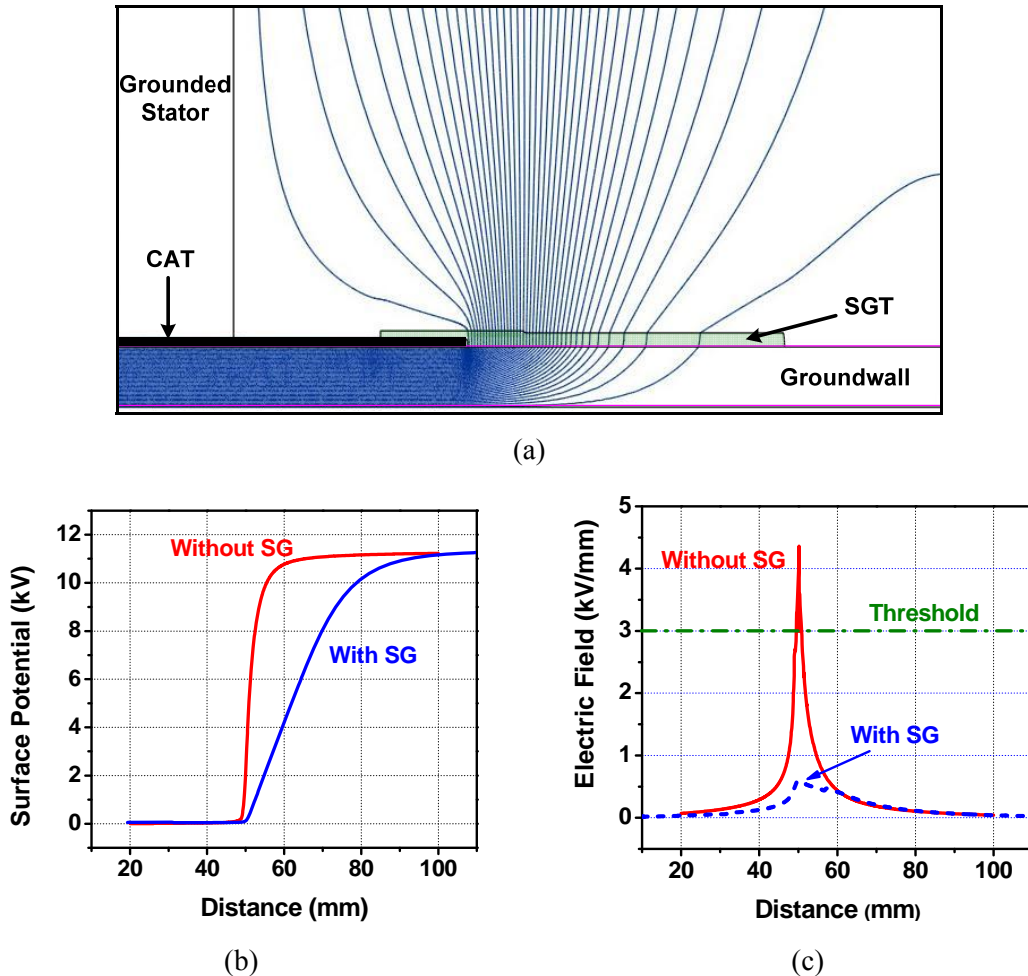 Grounded
Stator
CAT
SGT
Groundwall
(a)
Surface Potential (kV)
12
10
8
6
4
2
0
Without SG
With SG
20 40 60 80 100
Distance (mm)
(b)
Electric Field (kV/mm)
5
4
3
2
1
0
Without SG
Threshold
With SG
20 40 60 80 100
Distance (mm)
(c)